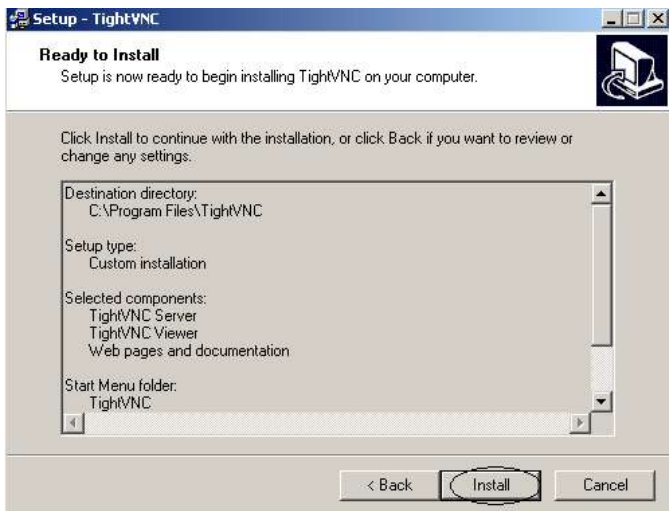 Setup - TightVNC
Ready to Install
Setup is now ready to begin installing TightVNC on your computer.
Click Install to continue with the installation, or click Back if you want to review or
change any settings.
Destination directory:
C:\Program Files\TightVNC
Setup type:
Custom installation
Selected components:
TightVNC Server
TightVNC Viewer
Web pages and documentation
Start Menu folder:
TightVNC
< Back Install Cancel